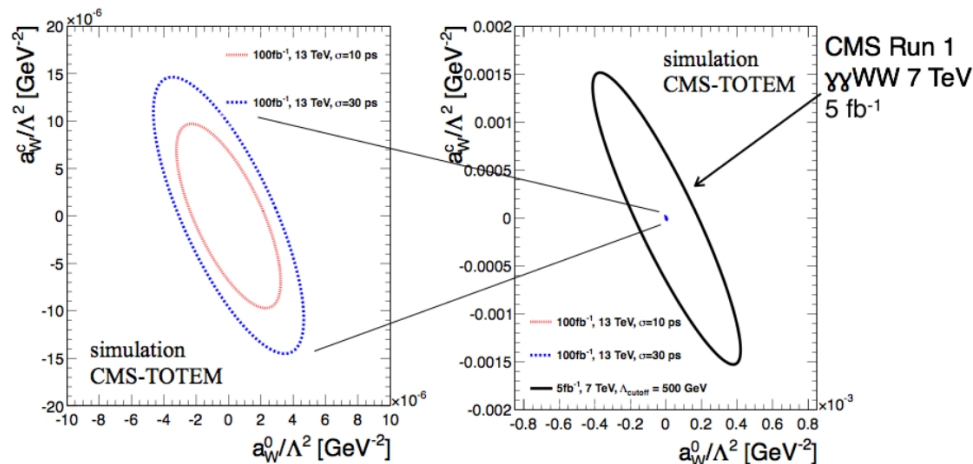 ×10⁻⁶
a_W^c/Λ² [GeV⁻²]
20
15
10
5
0
-5
-10
-15
-20
100fb⁻¹, 13 TeV, σ=10 ps
100fb⁻¹, 13 TeV, σ=30 ps
simulation
CMS-TOTEM
-10 -8 -6 -4 -2 0 2 4 6 8 10
×10⁻⁶
a_W^0/Λ² [GeV⁻²]
a_W^c/Λ² [GeV⁻²]
0.002
0.0015
0.001
0.0005
0
-0.0005
-0.001
-0.0015
-0.002
simulation
CMS-TOTEM
CMS Run 1
γγWW 7 TeV
5 fb⁻¹
100fb⁻¹, 13 TeV, σ=10 ps
100fb⁻¹, 13 TeV, σ=30 ps
5fb⁻¹, 7 TeV, Λcutoff = 500 GeV
-0.8 -0.6 -0.4 -0.2 0 0.2 0.4 0.6 0.8
×10⁻³
a_W^0/Λ² [GeV⁻²]